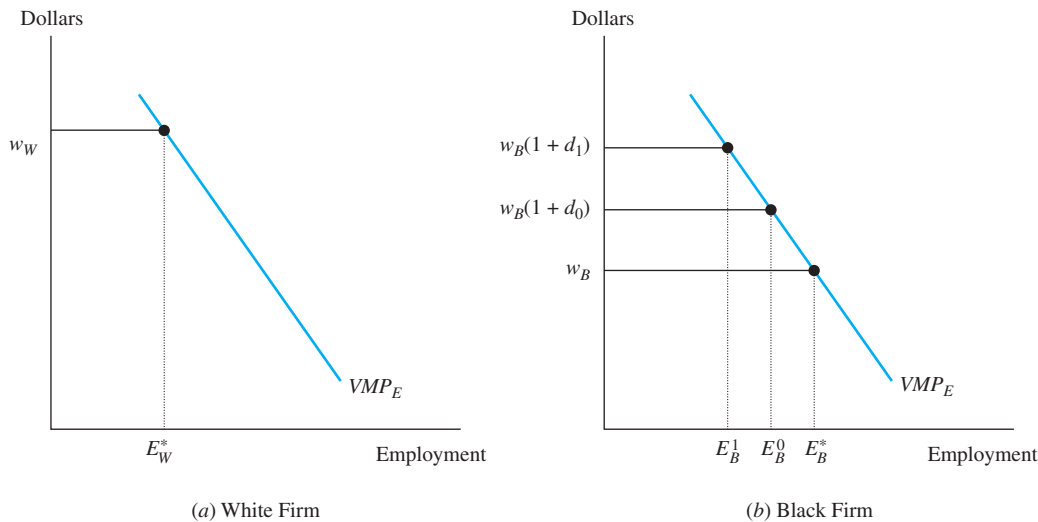 Dollars
w_W
VMP_E
E*_W
Employment
(a) White Firm
Dollars
w_B(1 + d_1)
w_B(1 + d_0)
w_B
VMP_E
E^1_B E^0_B E*_B
Employment
(b) Black Firm